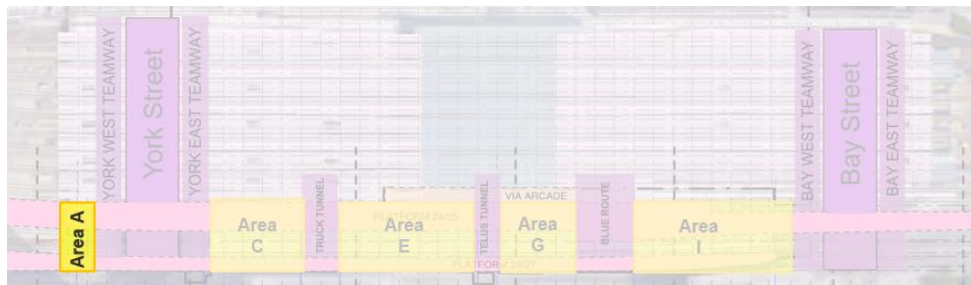 YORK WEST TEAMWAY
York Street
YORK EAST TEAMWAY
BAY WEST TEAMWAY
Bay Street
BAY EAST TEAMWAY
Area A
Area
C
TRUCK TUNNEL
PLATFORM 24/25
Area
E
TELUS TUNNEL
VIA ARCADE
Area
G
BLUE ROUTE
Area
I
PLATFORM 26/27